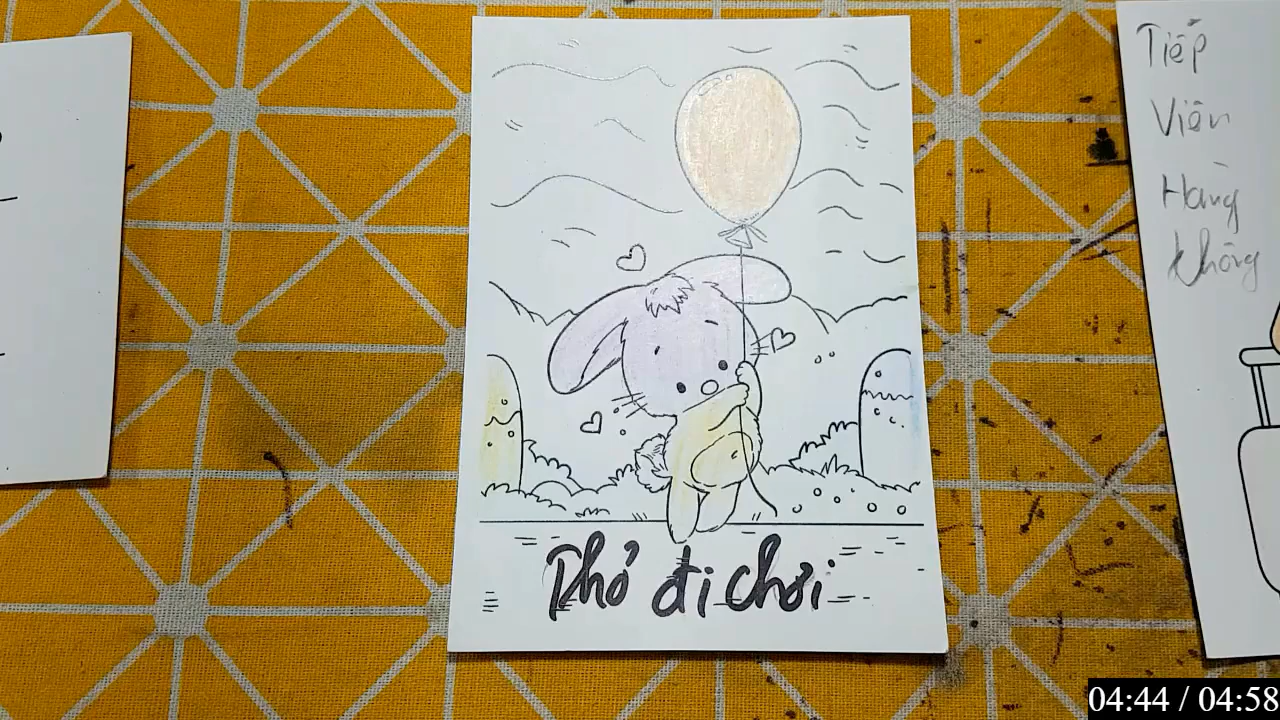 Thỏ đi chơi
Tiếp
Viên
Hàng
không
04:44 / 04:58